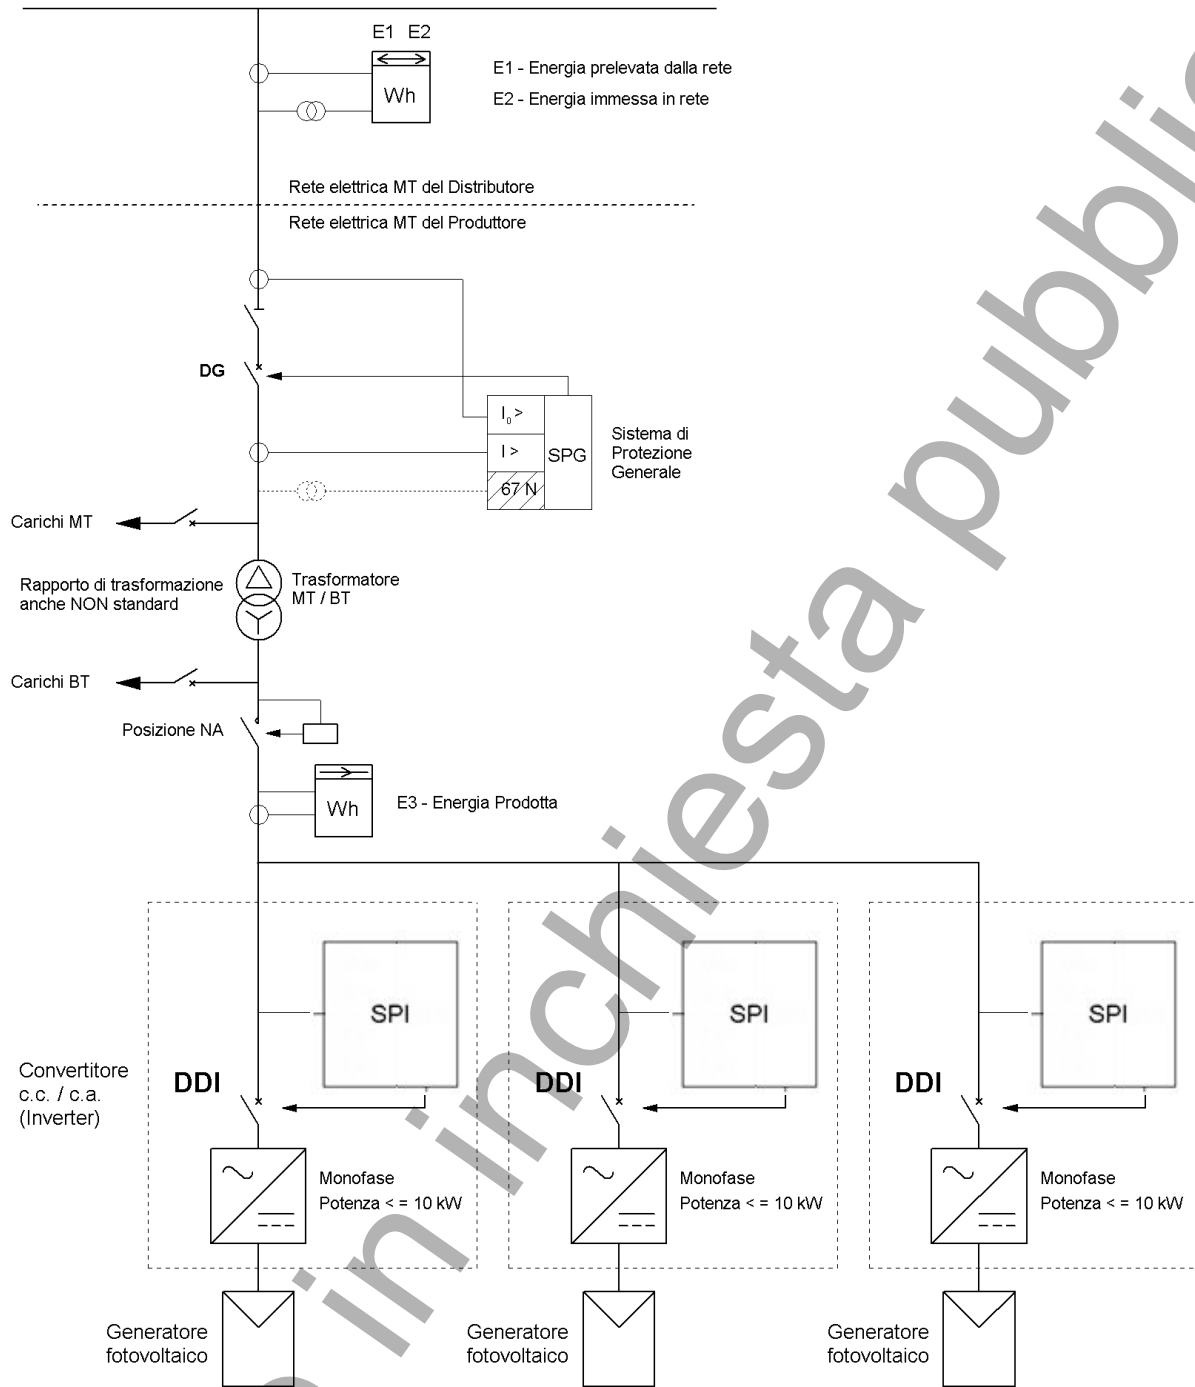 E1 E2
Wh
E1 - Energia prelevata dalla rete
E2 - Energia immessa in rete
Rete elettrica MT del Distributore
Rete elettrica MT del Produttore
DG
I0 >
I >
67 N
SPG
Sistema di
Protezione
Generale
Carichi MT
Rapporto di trasformazione
anche NON standard
Trasformatore
MT / BT
Carichi BT
Posizione NA
Wh
E3 - Energia Prodotta
SPI
SPI
SPI
Convertitore
c.c. / c.a.
(Inverter)
DDI
DDI
DDI
Monofase
Potenza < = 10 kW
Monofase
Potenza < = 10 kW
Monofase
Potenza < = 10 kW
Generatore
fotovoltaico
Generatore
fotovoltaico
Generatore
fotovoltaico
in inchiesta pubblic